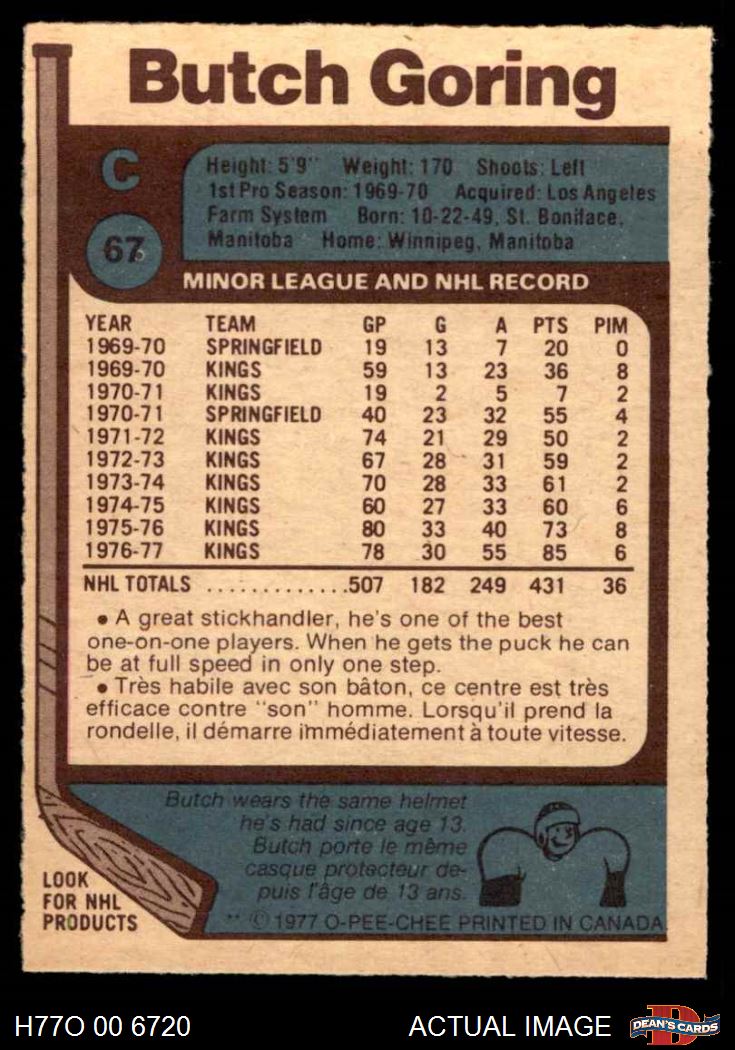 Butch Goring
C
67
Height: 5'9" Weight: 170 Shoots: Left
1st Pro Season: 1969-70 Acquired: Los Angeles
Farm System Born: 10-22-49, St. Boniface,
Manitoba Home: Winnipeg, Manitoba
MINOR LEAGUE AND NHL RECORD
YEAR TEAM GP G A PTS PIM
1969-70 SPRINGFIELD 19 13 7 20 0
1969-70 KINGS 59 13 23 36 8
1970-71 KINGS 19 2 5 7 2
1970-71 SPRINGFIELD 40 23 32 55 4
1971-72 KINGS 74 21 29 50 2
1972-73 KINGS 67 28 31 59 2
1973-74 KINGS 70 28 33 61 2
1974-75 KINGS 60 27 33 60 6
1975-76 KINGS 80 33 40 73 8
1976-77 KINGS 78 30 55 85 6
NHL TOTALS .............507 182 249 431 36
• A great stickhandler, he's one of the best
one-on-one players. When he gets the puck he can
be at full speed in only one step.
• Très habile avec son bâton, ce centre est très
efficace contre "son" homme. Lorsqu'il prend la
rondelle, il démarre immédiatement à toute vitesse.
Butch wears the same helmet
he's had since age 13.
Butch porte le même
casque protecteur de-
puis l'âge de 13 ans.
LOOK
FOR NHL
PRODUCTS
** © 1977 O-PEE-CHEE PRINTED IN CANADA
H77O 00 6720
ACTUAL IMAGE
D
DEAN'S CARDS